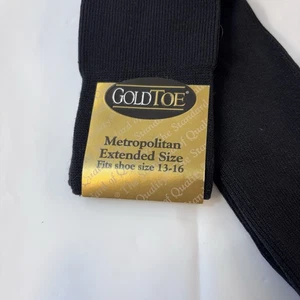 GOLDTOE®
Metropolitan
Extended Size
Fits shoe size 13-16